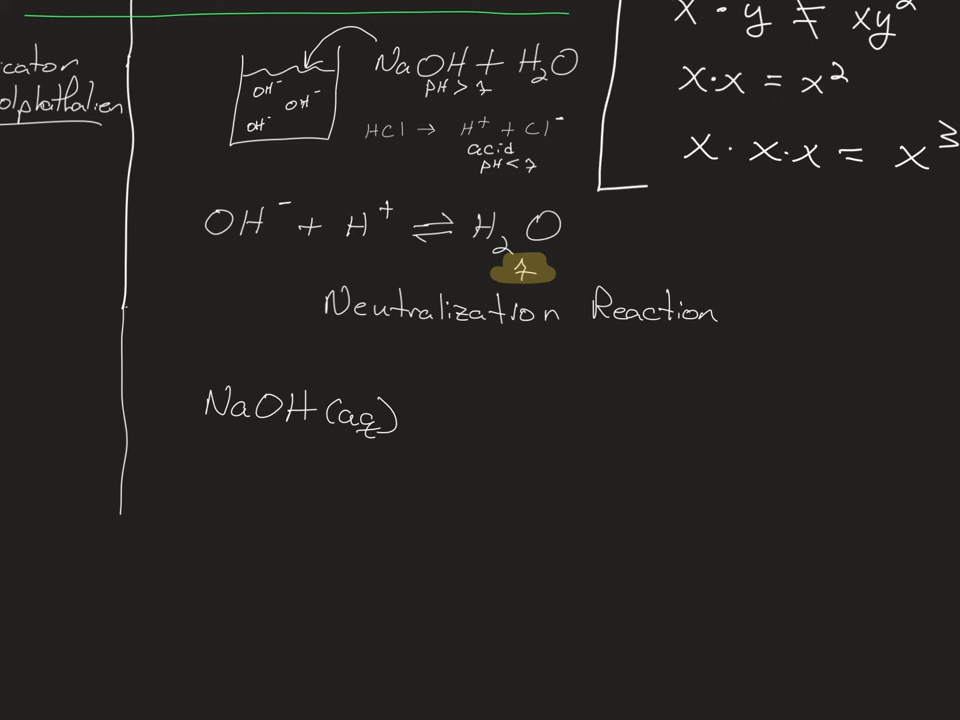 icator
olphthalien
NaOH + H₂O
pH > 7
OH⁻
OH⁻
OH⁻
HCl → H⁺ + Cl⁻
acid
pH < 7
OH⁻ + H⁺ ⇌ H₂O
7
Neutralization Reaction
NaOH (aq)
x · y ≠ xy²
x · x = x²
x · x · x = x³